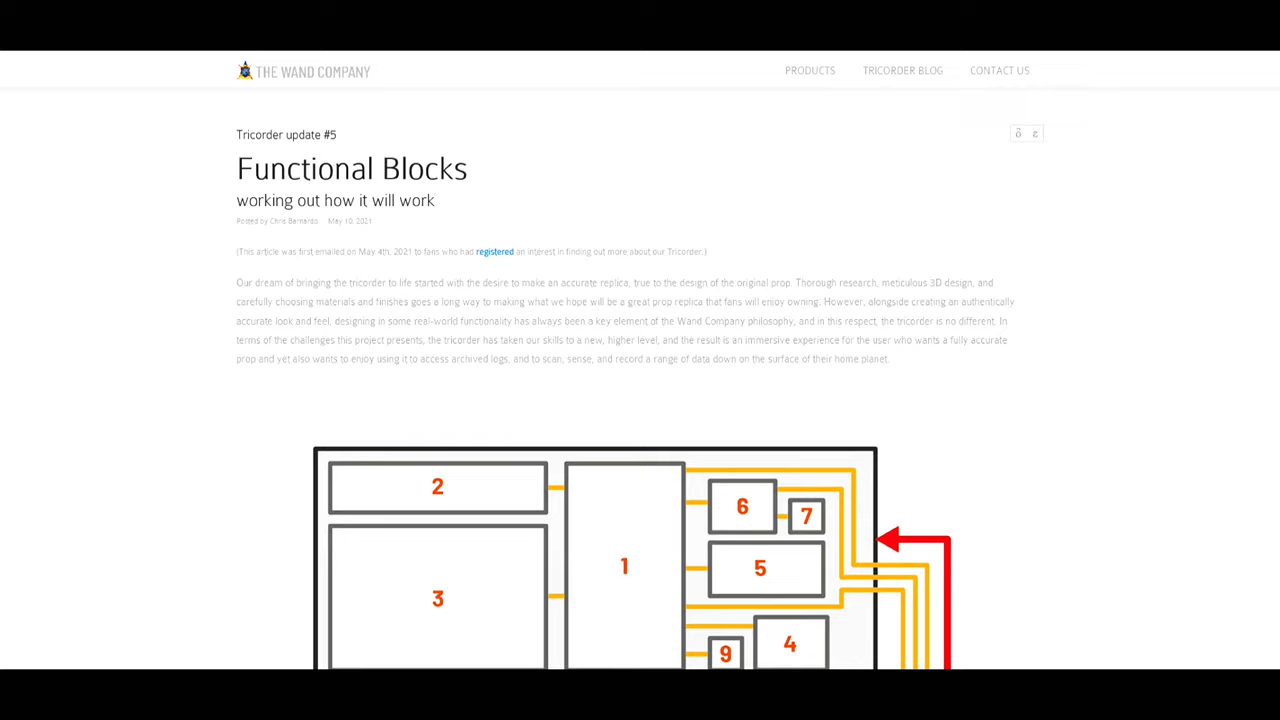 THE WAND COMPANY
PRODUCTS TRICORDER BLOG CONTACT US
Tricorder update #5
Functional Blocks
working out how it will work
Posted by Chris Barnardo May 10, 2021
(This article was first emailed on May 4th, 2021 to fans who had registered an interest in finding out more about our Tricorder.)
Our dream of bringing the tricorder to life started with the desire to make an accurate replica, true to the design of the original prop. Thorough research, meticulous 3D design, and
carefully choosing materials and finishes goes a long way to making what we hope will be a great prop replica that fans will enjoy owning. However, alongside creating an authentically
accurate look and feel, designing in some real-world functionality has always been a key element of the Wand Company philosophy, and in this respect, the tricorder is no different. In
terms of the challenges this project presents, the tricorder has taken our skills to a new, higher level, and the result is an immersive experience for the user who wants a fully accurate
prop and yet also wants to enjoy using it to access archived logs, and to scan, sense, and record a range of data down on the surface of their home planet.
2
6
7
1
5
3
4
9